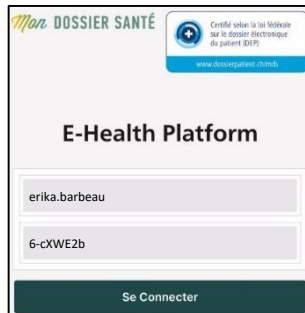 Mon DOSSIER SANTÉ
Certifié selon la loi fédérale
sur le dossier électronique
du patient (DEP)
www.dossierpatient.ch/mds
E-Health Platform
erika.barbeau
6-cXWE2b
Se Connecter